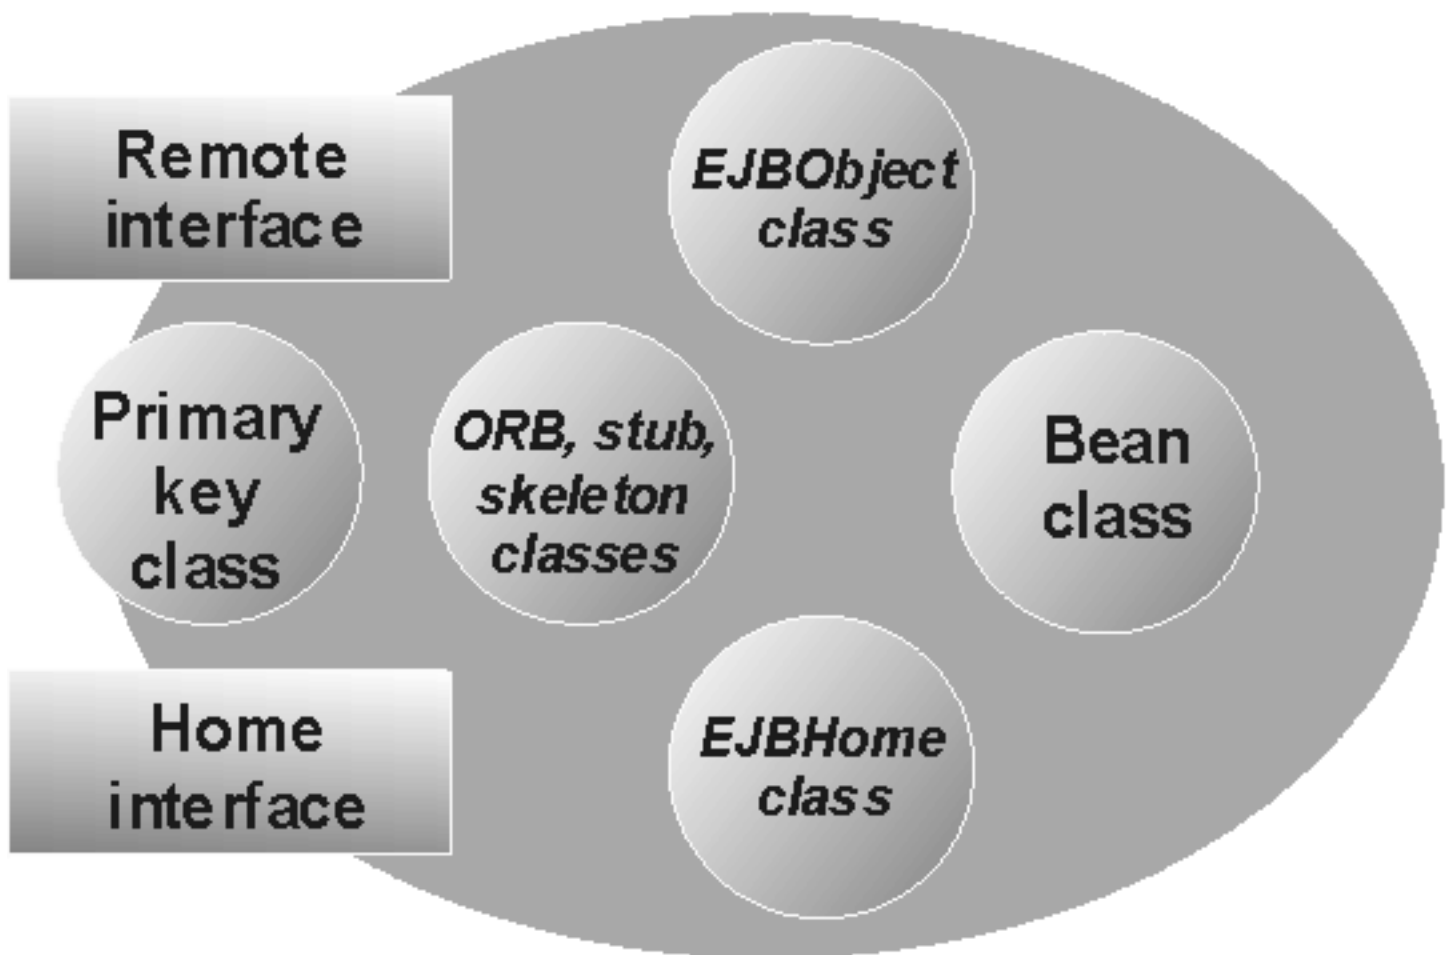 Remote
interface
EJBObject
class
Primary
key
class
ORB, stub,
skeleton
classes
Bean
class
Home
interface
EJBHome
class